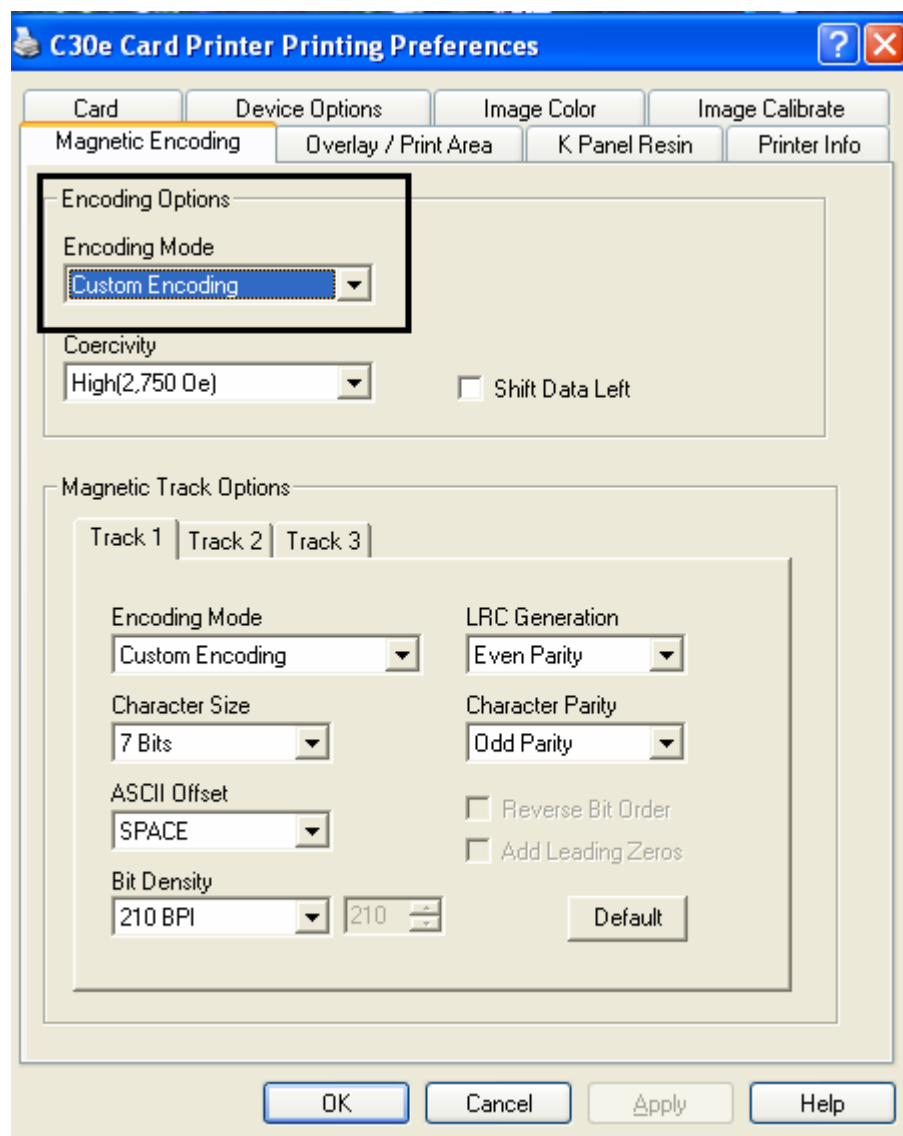 C30e Card Printer Printing Preferences
Card Device Options Image Color Image Calibrate
Magnetic Encoding Overlay / Print Area K Panel Resin Printer Info
Encoding Options
Encoding Mode
Custom Encoding
Coercivity
High(2,750 Oe) Shift Data Left
Magnetic Track Options
Track 1 Track 2 Track 3
Encoding Mode LRC Generation
Custom Encoding Even Parity
Character Size Character Parity
7 Bits Odd Parity
ASCII Offset
SPACE Reverse Bit Order
Add Leading Zeros
Bit Density
210 BPI 210 Default
OK Cancel Apply Help